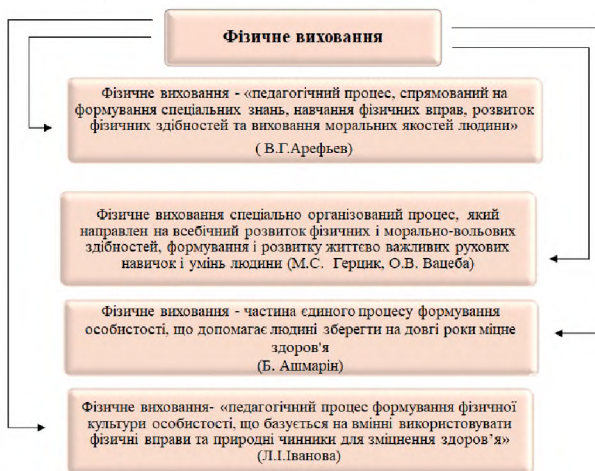 Фізичне виховання
Фізичне виховання - «педагогічний процес, спрямований на
формування спеціальних знань, навчання фізичних вправ, розвиток
фізичних здібностей та виховання моральних якостей людини»
( В.Г.Арефьев)
Фізичне виховання спеціально організований процес, який
направлен на всебічний розвиток фізичних і морально-вольових
здібностей, формування і розвитку життєво важливих рухових
навичок і умінь людини (М.С. Герцик, О.В. Вацеба)
Фізичне виховання - частина єдиного процесу формування
особистості, що допомагає людині зберегти на довгі роки міцне
здоров'я
(Б. Ашмарін)
Фізичне виховання- «педагогічний процес формування фізичної
культури особистості, що базується на вмінні використовувати
фізичні вправи та природні чинники для зміцнення здоров’я»
(Л.І.Іванова)